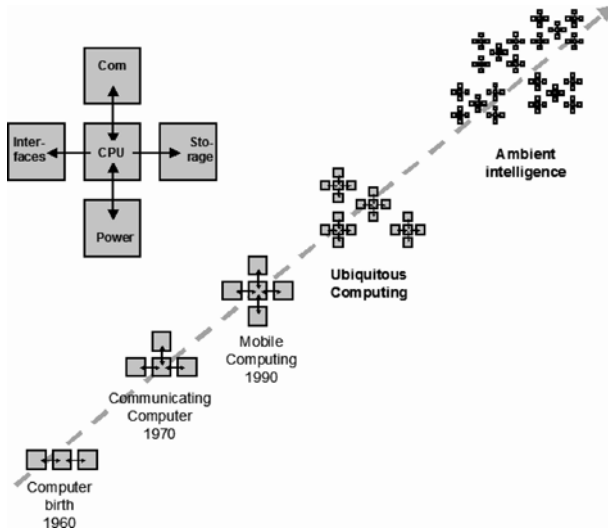 Com
Inter-
faces
CPU
Sto-
rage
Power
Ambient
intelligence
Ubiquitous
Computing
Mobile
Computing
1990
Communicating
Computer
1970
Computer
birth
1960